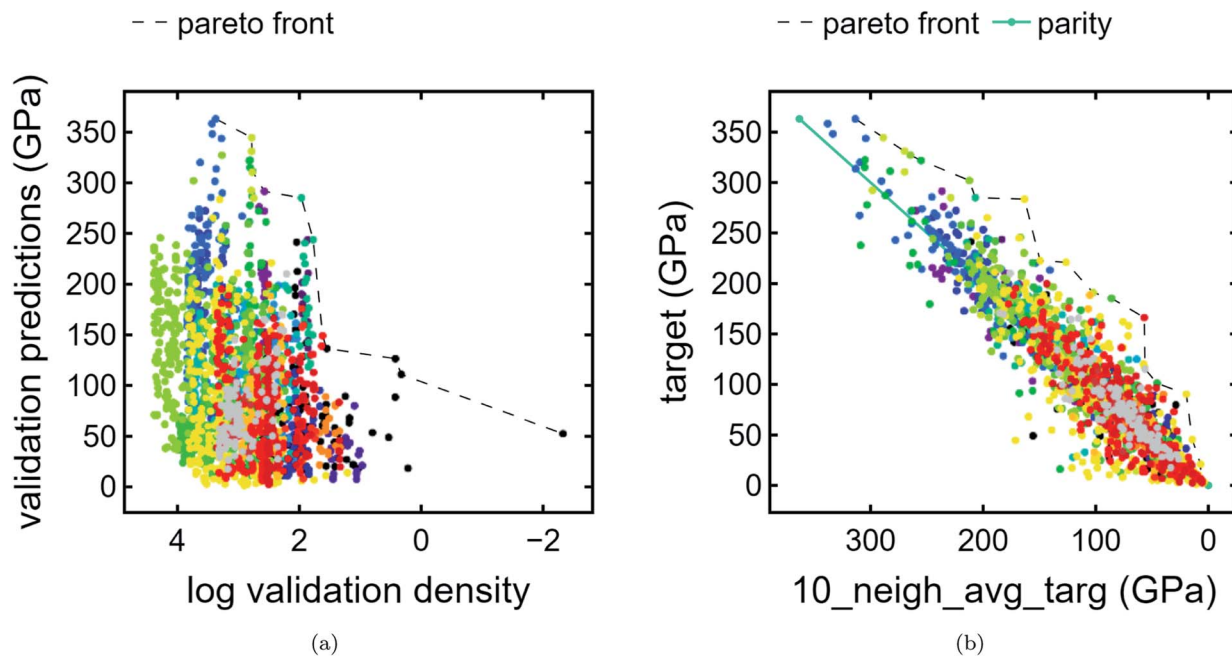 pareto front
validation predictions (GPa)
350
300
250
200
150
100
50
0
4 2 0 −2
log validation density
(a)
pareto front parity
target (GPa)
350
300
250
200
150
100
50
0
300 200 100 0
10_neigh_avg_targ (GPa)
(b)